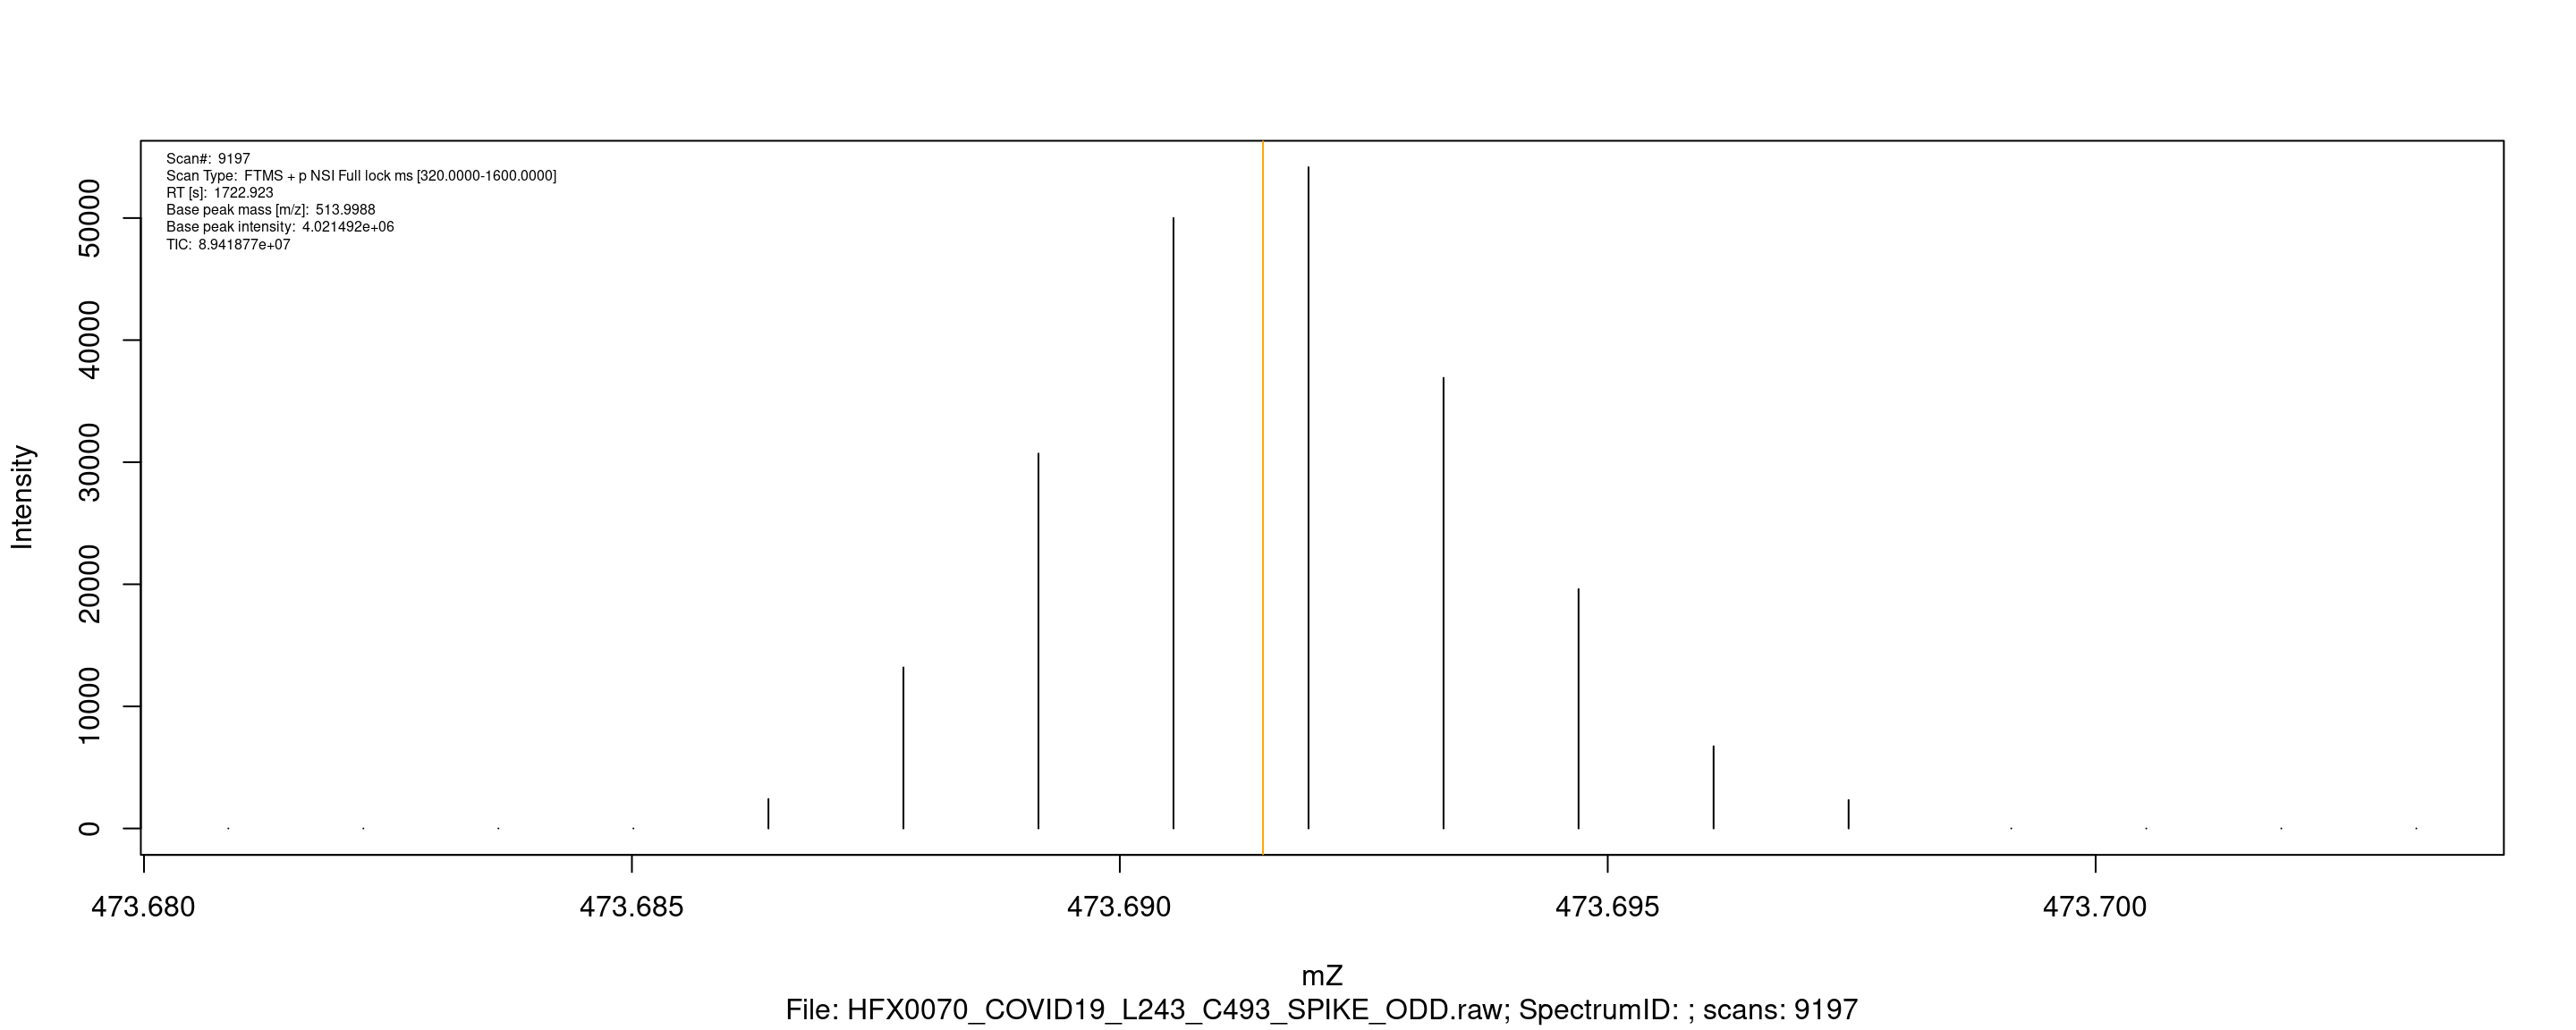 Scan#: 9197
Scan Type: FTMS + p NSI Full lock ms [320.0000-1600.0000]
RT [s]: 1722.923
Base peak mass [m/z]: 513.9988
Base peak intensity: 4.021492e+06
TIC: 8.941877e+07
50000
40000
30000
20000
10000
0
Intensity
473.680 473.685 473.690 473.695 473.700
mZ
File: HFX0070_COVID19_L243_C493_SPIKE_ODD.raw; SpectrumID: ; scans: 9197